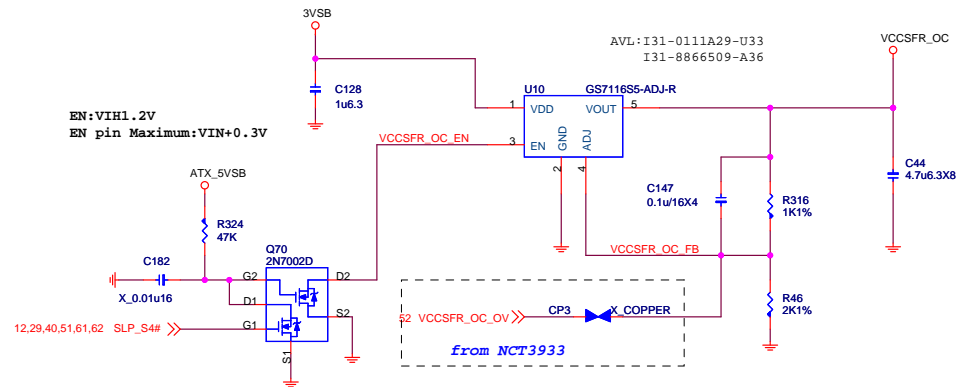 3VSB
VCCSFR_OC
AVL:I31-0111A29-U33
I31-8866509-A36
C128
1u6.3
U10
GS7116S5-ADJ-R
1
VDD
VOUT
5
EN:VIH1.2V
EN pin Maximum:VIN+0.3V
VCCSFR_OC_EN
3
EN
GND
ADJ
2
4
ATX_5VSB
C44
4.7u6.3X8
C147
0.1u/16X4
R316
1K1%
R324
47K
Q70
2N7002D
VCCSFR_OC_FB
C182
X_0.01u16
G2
D2
D1
S2
G1
S1
R46
2K1%
12,29,40,51,61,62 SLP_S4#
52 VCCSFR_OC_OV
CP3
X_COPPER
from NCT3933